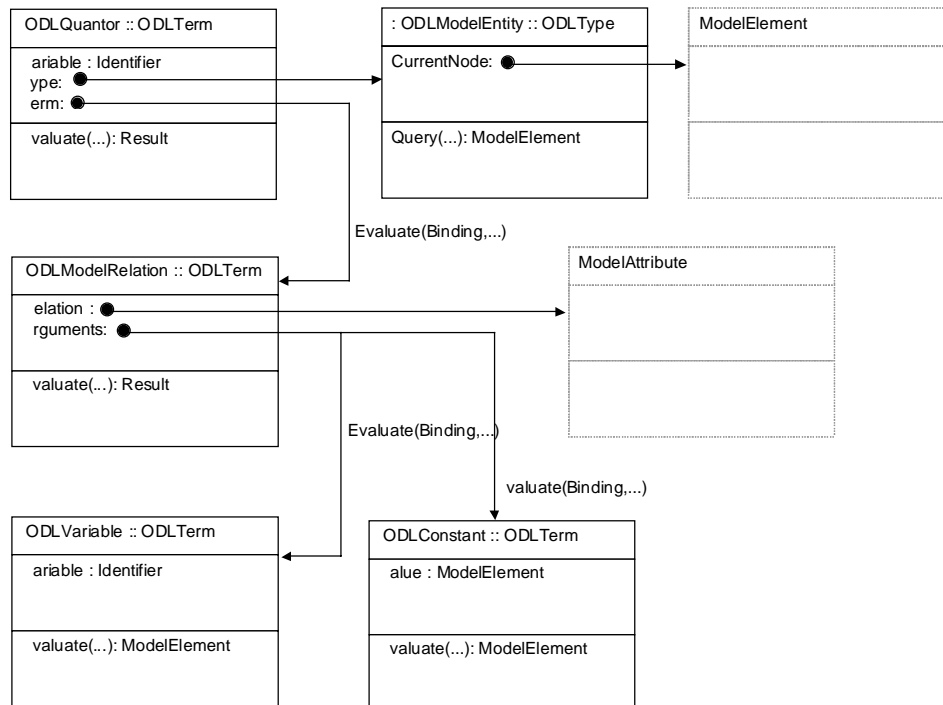 ODLQuantor :: ODLTerm
ariable : Identifier
ype:
erm:
valuate(...): Result
: ODLModelEntity :: ODLType
CurrentNode:
Query(...): ModelElement
ModelElement
Evaluate(Binding,...)
ODLModelRelation :: ODLTerm
elation :
rguments:
valuate(...): Result
ModelAttribute
Evaluate(Binding,...)
valuate(Binding,...)
ODLVariable :: ODLTerm
ariable : Identifier
valuate(...): ModelElement
ODLConstant :: ODLTerm
alue : ModelElement
valuate(...): ModelElement